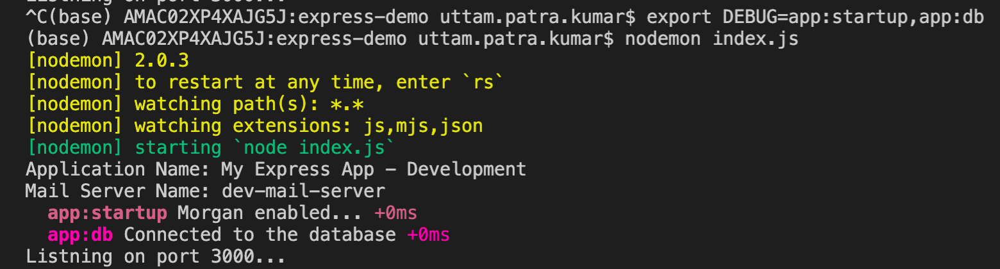 Listning on port 3000...
^C(base) AMAC02XP4XAJG5J:express-demo uttam.patra.kumar$ export DEBUG=app:startup,app:db
(base) AMAC02XP4XAJG5J:express-demo uttam.patra.kumar$ nodemon index.js
[nodemon] 2.0.3
[nodemon] to restart at any time, enter `rs`
[nodemon] watching path(s): *.*
[nodemon] watching extensions: js,mjs,json
[nodemon] starting `node index.js`
Application Name: My Express App - Development
Mail Server Name: dev-mail-server
app:startup Morgan enabled... +0ms
app:db Connected to the database +0ms
Listning on port 3000...